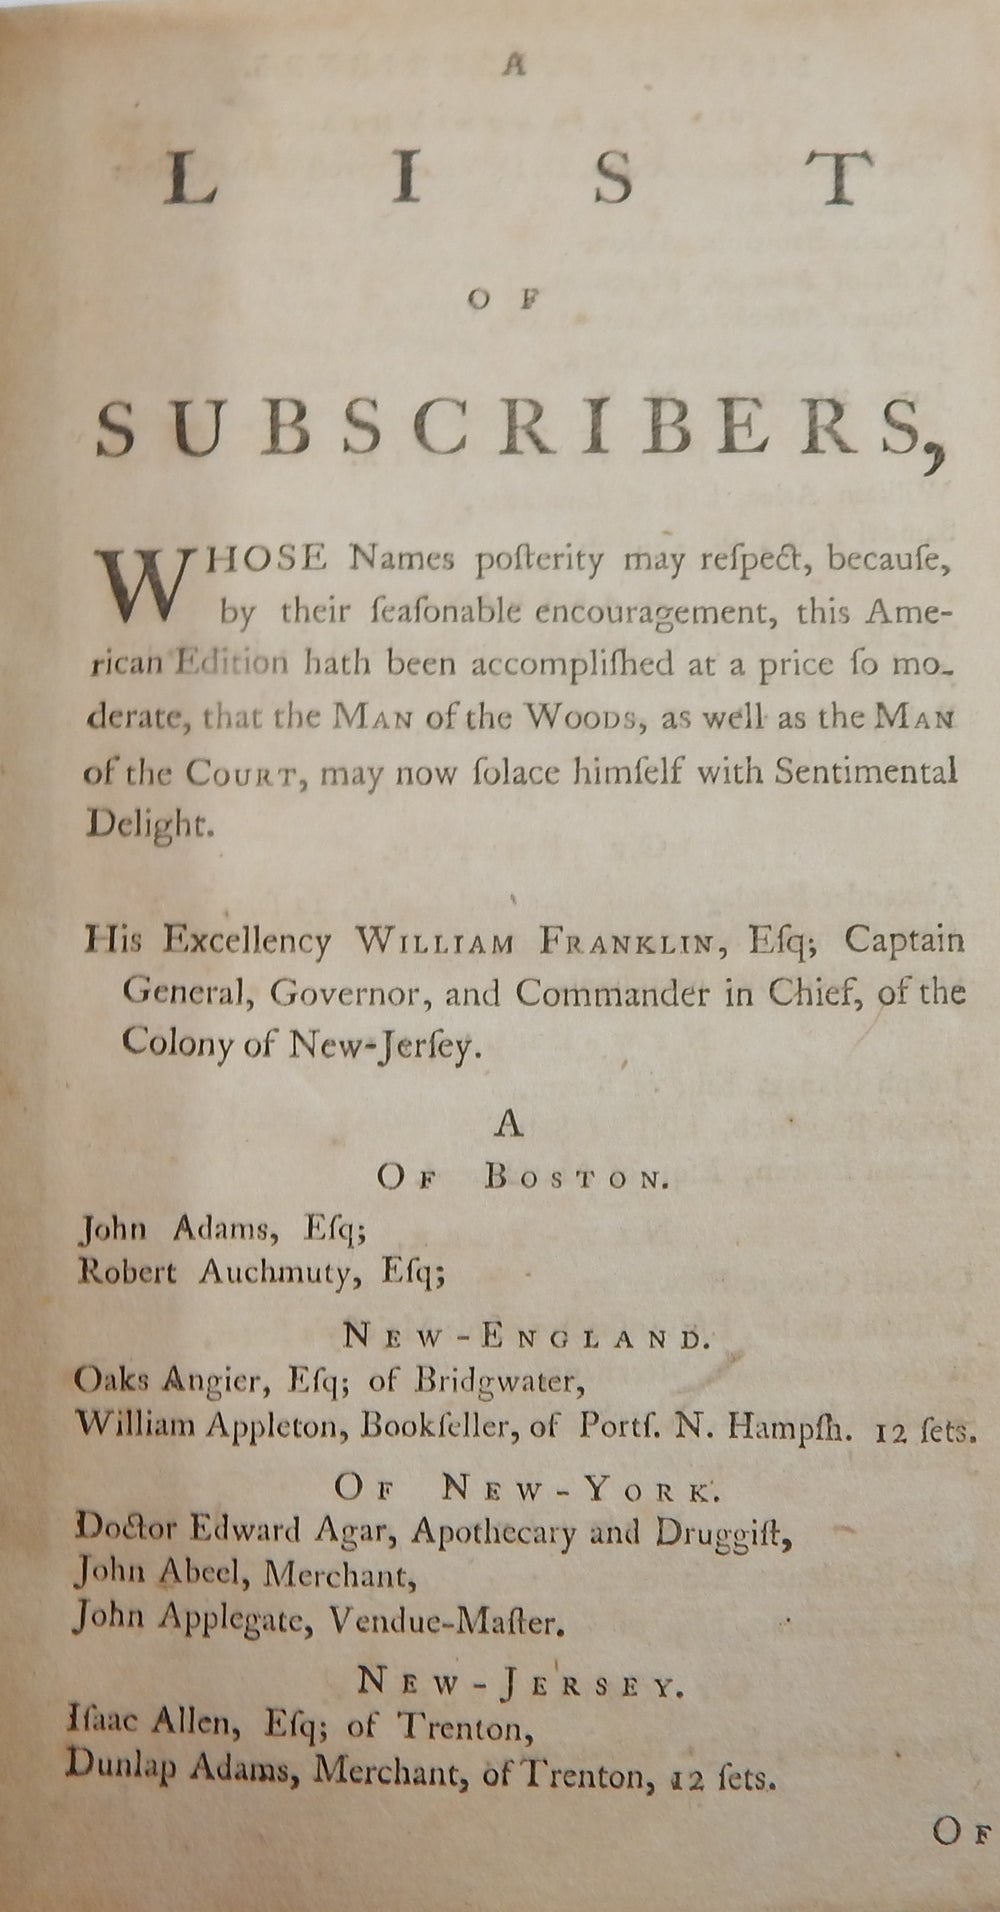 A
LIST
OF
SUBSCRIBERS,
WHOSE Names poſterity may reſpect, becauſe,
by their ſeaſonable encouragement, this Ame-
rican Edition hath been accompliſhed at a price ſo mo-
derate, that the MAN of the WOODS, as well as the MAN
of the COURT, may now ſolace himſelf with Sentimental
Delight.
His Excellency WILLIAM FRANKLIN, Eſq; Captain
General, Governor, and Commander in Chief, of the
Colony of New-Jerſey.
A
OF BOSTON.
John Adams, Eſq;
Robert Auchmuty, Eſq;
NEW-ENGLAND.
Oaks Angier, Eſq; of Bridgwater,
William Appleton, Bookſeller, of Portſ. N. Hampſh. 12 ſets.
OF NEW-YORK.
Doctor Edward Agar, Apothecary and Druggiſt,
John Abeel, Merchant,
John Applegate, Vendue-Maſter.
NEW-JERSEY.
Iſaac Allen, Eſq; of Trenton,
Dunlap Adams, Merchant, of Trenton, 12 ſets.
OF